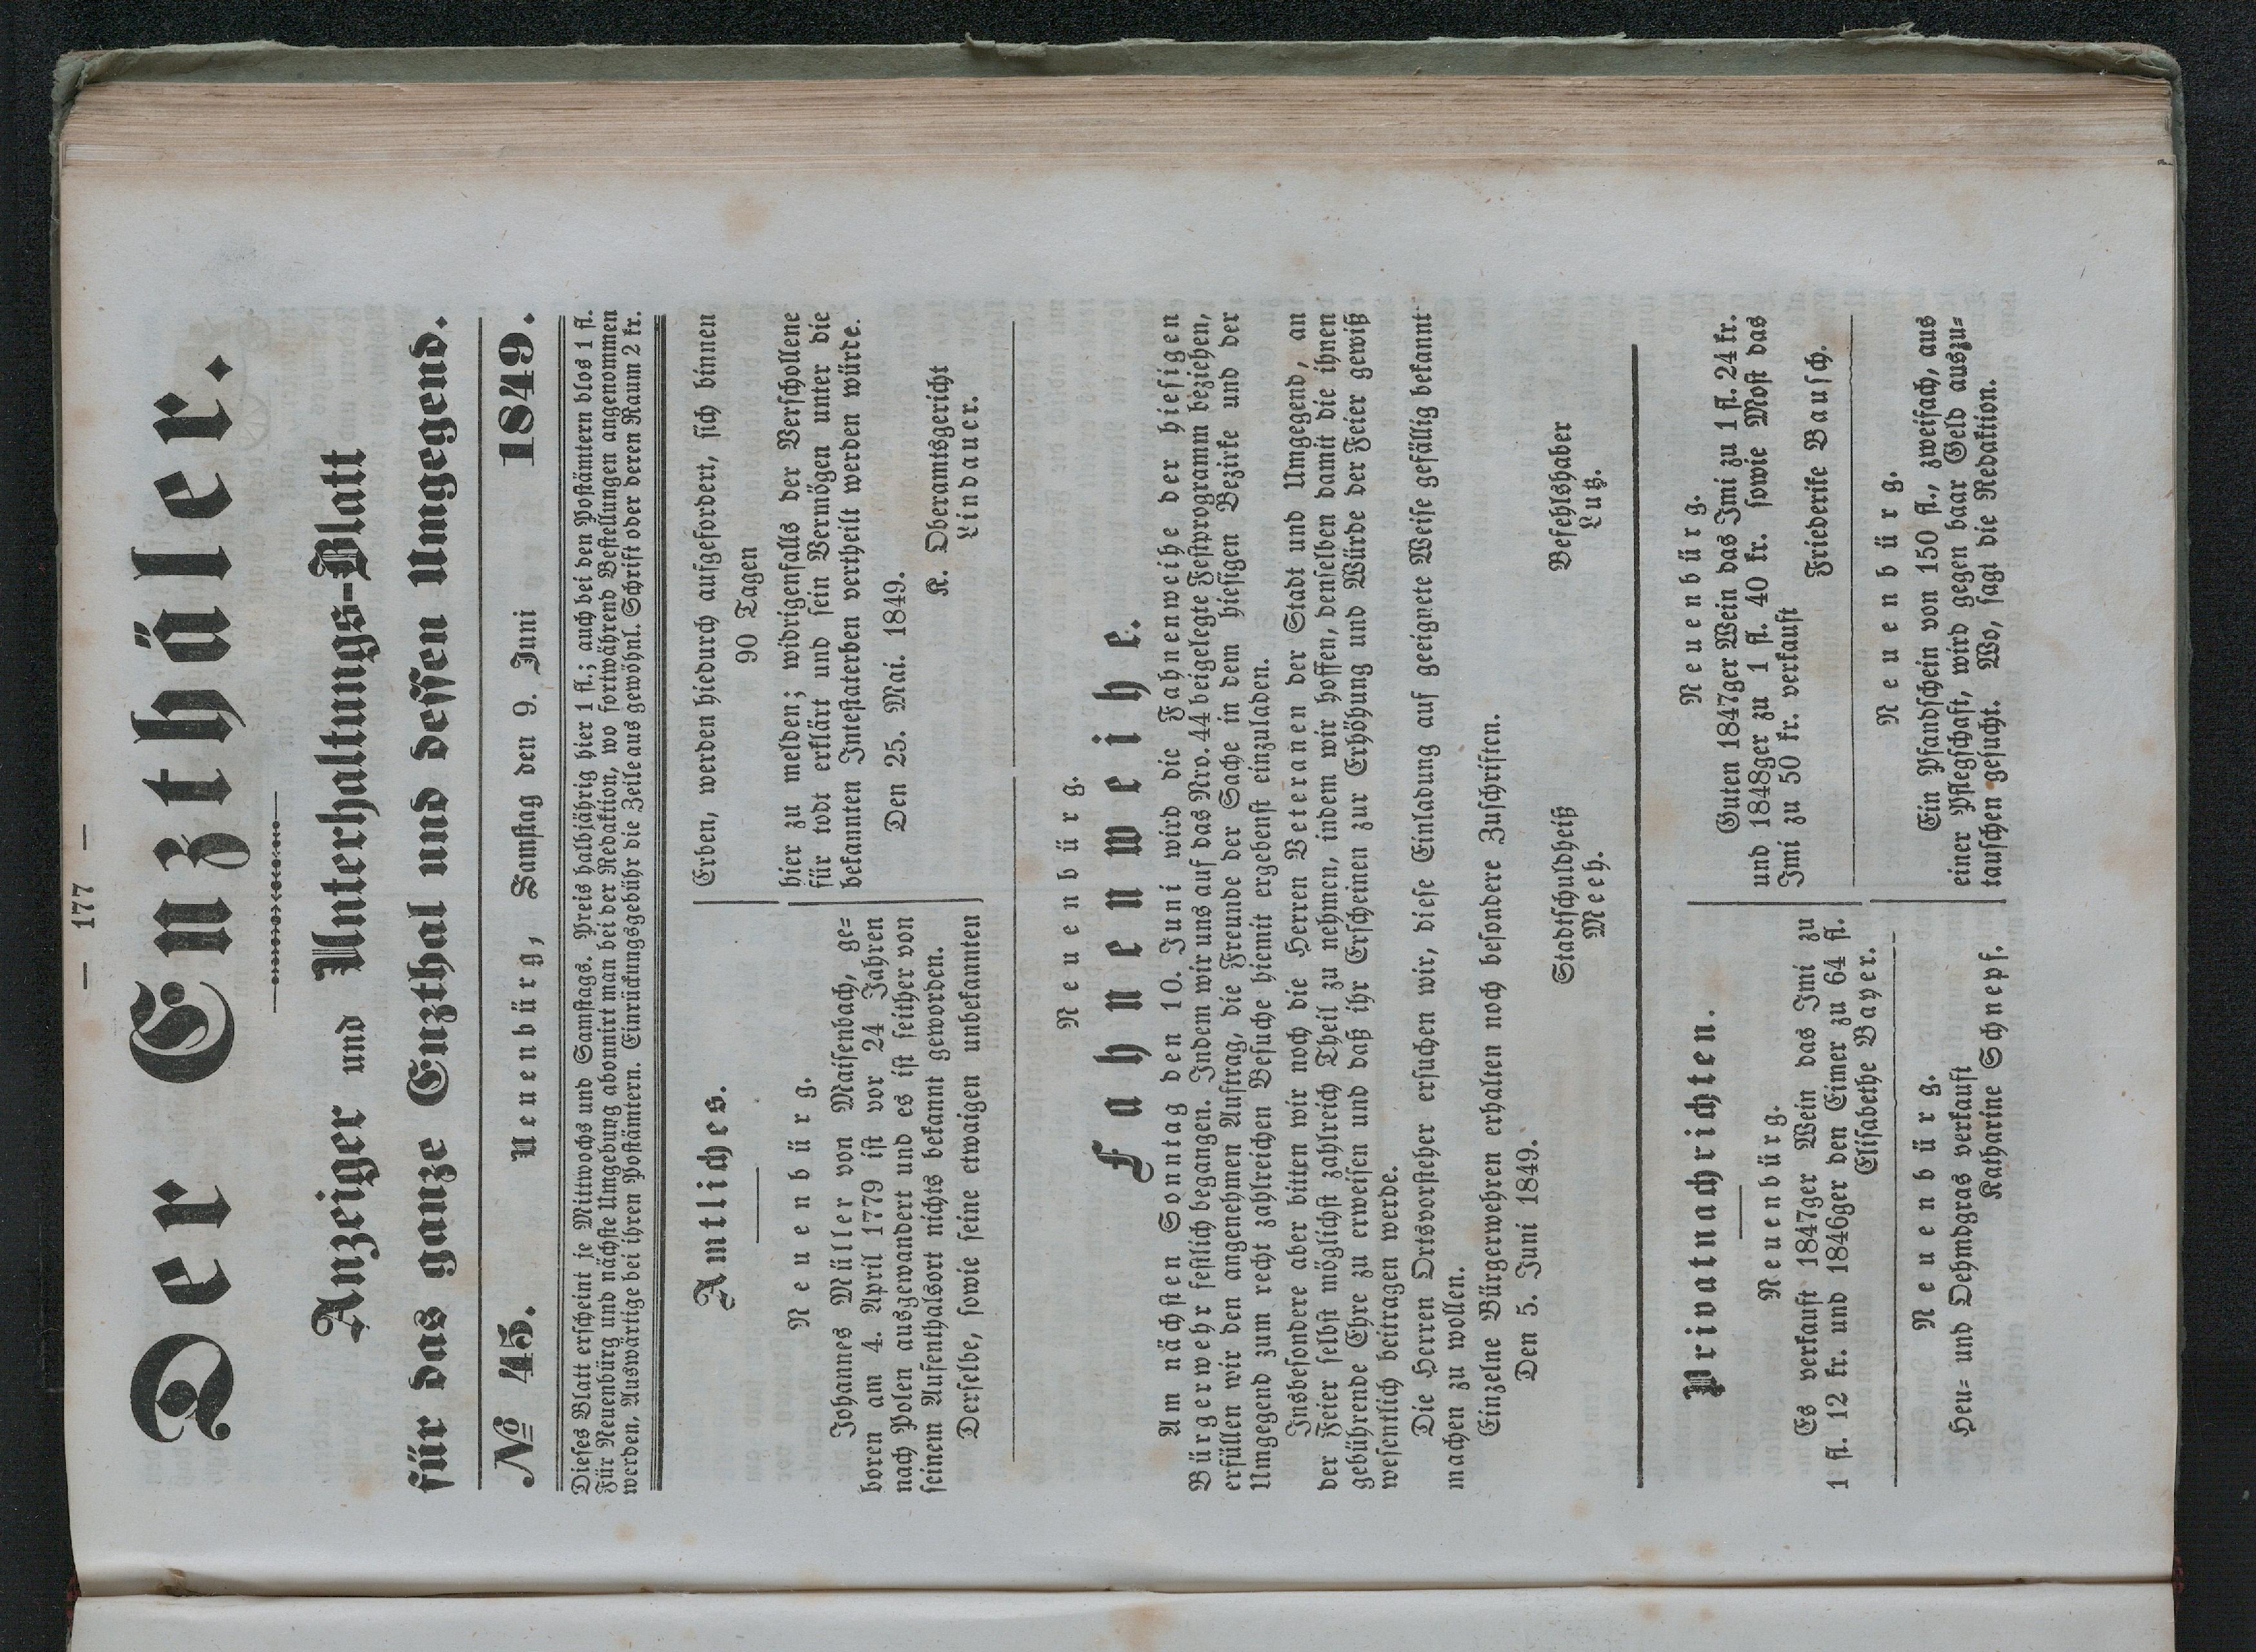 — 177 —
Der Enzthäler.
Anzeiger und Unterhaltungs-Blatt
für das ganze Enzthal und dessen Umgegend.
No 45. Neuenbürg, Samstag den 9. Juni 1849.
Dieses Blatt erscheint je Mittwochs und Samstags. Preis halbjährig hier 1 fl.; auch bei den Postämtern blos 1 fl.
Für Neuenbürg und nächste Umgebung abonnirt man bei der Redaktion, wo fortwährend Bestellungen angenommen
werden, Auswärtige bei ihren Postämtern. Einrückungsgebühr die Zeile aus gewöhnl. Schrift oder deren Raum 2 kr.
Amtliches.
Neuenbürg.
Johannes Müller von Maisenbach, ge=
boren am 4. April 1779 ist vor 24 Jahren
nach Polen ausgewandert und es ist seither von
seinem Aufenthalsort nichts bekannt geworden.
Derselbe, sowie seine etwaigen unbekannten
Erben, werden hiedurch aufgefordert, sich binnen
90 Tagen
hier zu melden; widrigenfalls der Verschollene
für todt erklärt und sein Vermögen unter die
bekannten Intestaterben vertheilt werden würde.
Den 25. Mai. 1849.
K. Oberamtsgericht
Lindauer.
Neuenbürg.
Fahnenweihe.
Am nächsten Sonntag den 10. Juni wird die Fahnenweihe der hiesigen
Bürgerwehr festlich begangen. Indem wir uns auf das Nro. 44 beigelegte Festprogramm beziehen,
erfüllen wir den angenehmen Auftrag, die Freunde der Sache in dem hiesigen Bezirke und der
Umgegend zum recht zahlreichen Besuche hiemit ergebenst einzuladen.
Insbesondere aber bitten wir noch die Herren Veteranen der Stadt und Umgegend, an
der Feier selbst möglichst zahlreich Theil zu nehmen, indem wir hoffen, denselben damit die ihnen
gebührende Ehre zu erweisen und daß ihr Erscheinen zur Erhöhung und Würde der Feier gewiß
wesentlich beitragen werde.
Die Herren Ortsvorsteher ersuchen wir, diese Einladung auf geeignete Weise gefällig bekannt
machen zu wollen.
Einzelne Bürgerwehren erhalten noch besondere Zuschriften.
Den 5. Juni 1849.
Stadtschuldheiß Befehlshaber
Meeh. Lutz.
Privatnachrichten.
Neuenbürg.
Es verkauft 1847ger Wein das Imi zu
1 fl. 12 kr. und 1846ger den Eimer zu 64 fl.
Elisabethe Bayer.
Neuenbürg.
Heu= und Oehmdgras verkauft
Katharine Schnepf.
Neuenbürg.
Guten 1847ger Wein das Imi zu 1 fl. 24 kr.
und 1848ger zu 1 fl. 40 kr. sowie Most das
Imi zu 50 kr. verkauft
Friederike Bausch.
Neuenbürg.
Ein Pfandschein von 150 fl., zweifach, aus
einer Pflegschaft, wird gegen baar Geld auszu=
tauschen gesucht. Wo, sagt die Redaktion.